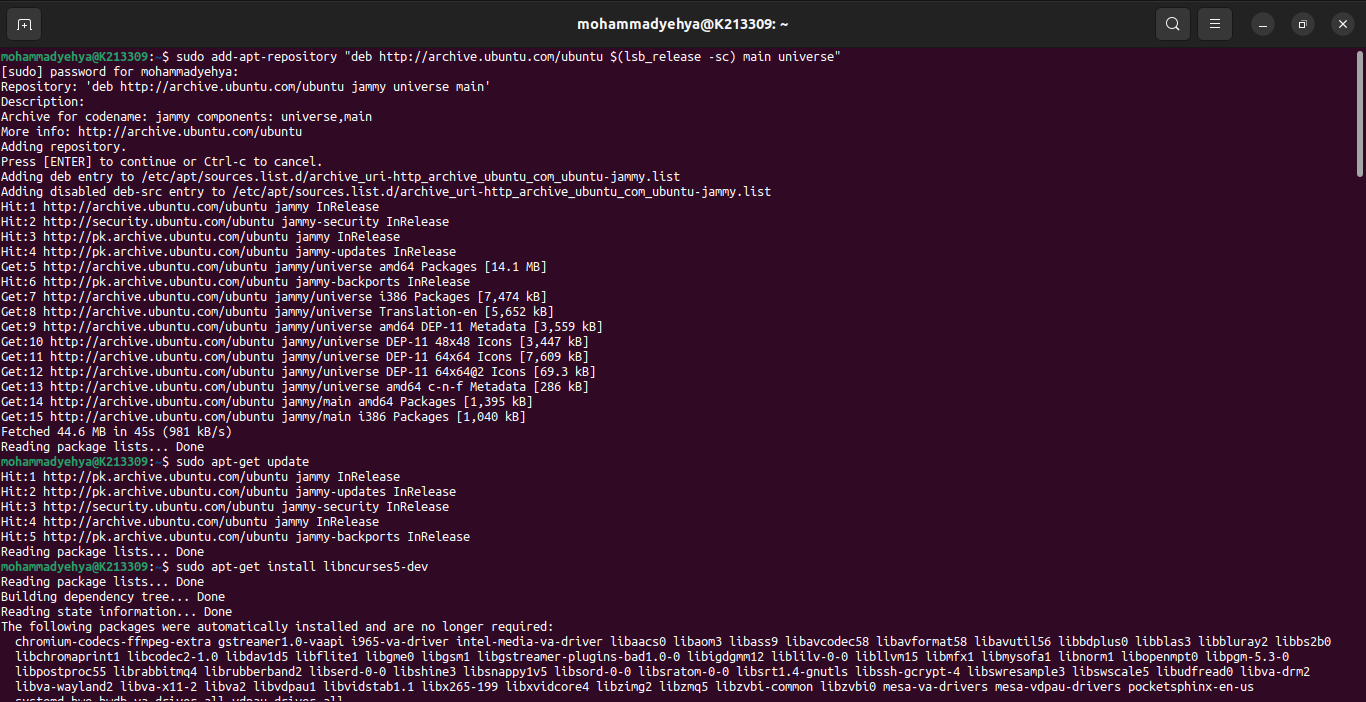 mohammadyehya@K213309: ~
mohammadyehya@K213309:~$ sudo add-apt-repository "deb http://archive.ubuntu.com/ubuntu $(lsb_release -sc) main universe"
[sudo] password for mohammadyehya:
Repository: 'deb http://archive.ubuntu.com/ubuntu jammy universe main'
Description:
Archive for codename: jammy components: universe,main
More info: http://archive.ubuntu.com/ubuntu
Adding repository.
Press [ENTER] to continue or Ctrl-c to cancel.
Adding deb entry to /etc/apt/sources.list.d/archive_uri-http_archive_ubuntu_com_ubuntu-jammy.list
Adding disabled deb-src entry to /etc/apt/sources.list.d/archive_uri-http_archive_ubuntu_com_ubuntu-jammy.list
Hit:1 http://archive.ubuntu.com/ubuntu jammy InRelease
Hit:2 http://security.ubuntu.com/ubuntu jammy-security InRelease
Hit:3 http://pk.archive.ubuntu.com/ubuntu jammy InRelease
Hit:4 http://pk.archive.ubuntu.com/ubuntu jammy-updates InRelease
Get:5 http://archive.ubuntu.com/ubuntu jammy/universe amd64 Packages [14.1 MB]
Hit:6 http://pk.archive.ubuntu.com/ubuntu jammy-backports InRelease
Get:7 http://archive.ubuntu.com/ubuntu jammy/universe i386 Packages [7,474 kB]
Get:8 http://archive.ubuntu.com/ubuntu jammy/universe Translation-en [5,652 kB]
Get:9 http://archive.ubuntu.com/ubuntu jammy/universe amd64 DEP-11 Metadata [3,559 kB]
Get:10 http://archive.ubuntu.com/ubuntu jammy/universe DEP-11 48x48 Icons [3,447 kB]
Get:11 http://archive.ubuntu.com/ubuntu jammy/universe DEP-11 64x64 Icons [7,609 kB]
Get:12 http://archive.ubuntu.com/ubuntu jammy/universe DEP-11 64x64@2 Icons [69.3 kB]
Get:13 http://archive.ubuntu.com/ubuntu jammy/universe amd64 c-n-f Metadata [286 kB]
Get:14 http://archive.ubuntu.com/ubuntu jammy/main amd64 Packages [1,395 kB]
Get:15 http://archive.ubuntu.com/ubuntu jammy/main i386 Packages [1,040 kB]
Fetched 44.6 MB in 45s (981 kB/s)
Reading package lists... Done
mohammadyehya@K213309:~$ sudo apt-get update
Hit:1 http://pk.archive.ubuntu.com/ubuntu jammy InRelease
Hit:2 http://pk.archive.ubuntu.com/ubuntu jammy-updates InRelease
Hit:3 http://security.ubuntu.com/ubuntu jammy-security InRelease
Hit:4 http://archive.ubuntu.com/ubuntu jammy InRelease
Hit:5 http://pk.archive.ubuntu.com/ubuntu jammy-backports InRelease
Reading package lists... Done
mohammadyehya@K213309:~$ sudo apt-get install libncurses5-dev
Reading package lists... Done
Building dependency tree... Done
Reading state information... Done
The following packages were automatically installed and are no longer required:
chromium-codecs-ffmpeg-extra gstreamer1.0-vaapi i965-va-driver intel-media-va-driver libaacs0 libaom3 libass9 libavcodec58 libavformat58 libavutil56 libbdplus0 libblas3 libbluray2 libbs2b0
libchromaprint1 libcodec2-1.0 libdav1d5 libflite1 libgme0 libgsm1 libgstreamer-plugins-bad1.0-0 libigdgmm12 liblilv-0-0 libllvm15 libmfx1 libmysofa1 libnorm1 libopenmpt0 libpgm-5.3-0
libpostproc55 librabbitmq4 librubberband2 libserd-0-0 libshine3 libsnappy1v5 libsord-0-0 libsratom-0-0 libsrt1.4-gnutls libssh-gcrypt-4 libswresample3 libswscale5 libudfread0 libva-drm2
libva-wayland2 libva-x11-2 libva2 libvdpau1 libvidstab1.1 libx265-199 libxvidcore4 libzimg2 libzmq5 libzvbi-common libzvbi0 mesa-va-drivers mesa-vdpau-drivers pocketsphinx-en-us